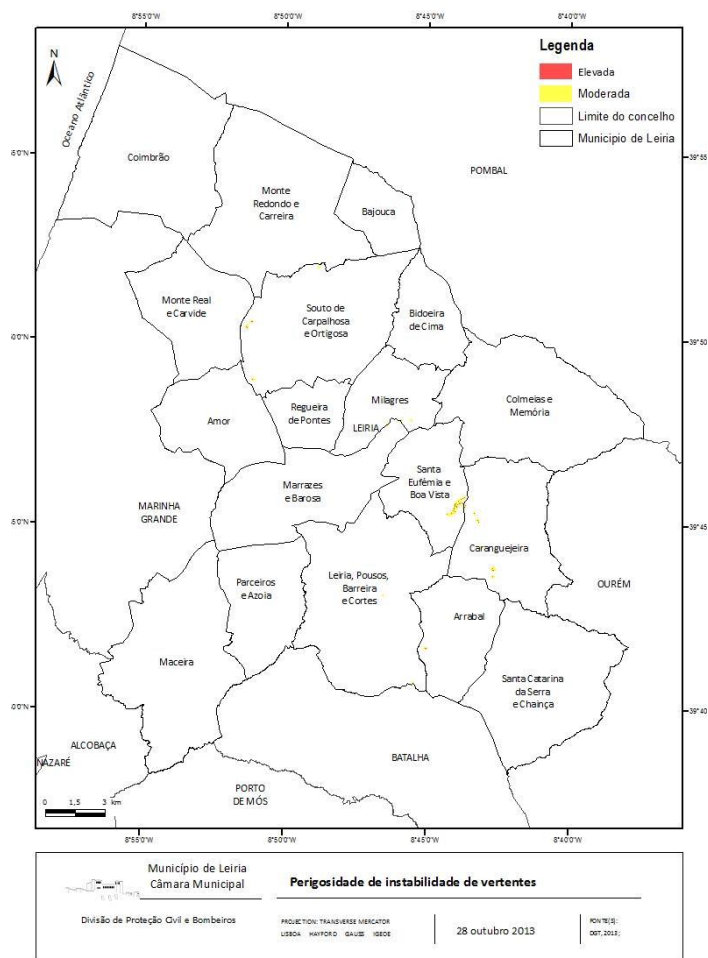 8°55'W
8°50'W
8°45'W
8°40'W
N
Oceano Atlântico
Legenda
Elevada
Moderada
Limite do concelho
Municipio de Leiria
5'0"N
39°55
Coimbrão
POMBAL
Monte
Redondo e
Carreira
Bajouca
Monte Real
e Carvide
Souto de
Carpalhosa
e Ortigosa
Bidoeira
de Cima
0'0"N
39°50
Amor
Regueira
de Pontes
Milagres
LEIRIA
Colmeias e
Memória
Marrazes
e Barosa
Santa
Eufémia e
Boa Vista
MARINHA
GRANDE
5'0"N
39°45
Caranguejeira
Parceiros
e Azoia
Leiria, Pousos,
Barreira
e Cortes
OURÉM
Arrabal
Maceira
Santa Catarina
da Serra
e Chainça
0'0"N
39°40
ALCOBAÇA
NAZARÉ
BATALHA
PORTO
DE MÓS
0 1,5 3 km
8°55'W
8°50'W
8°45'W
8°40'W
Município de Leiria
Câmara Municipal
Divisão de Proteção Civil e Bombeiros
Perigosidade de instabilidade de vertentes
PROJECTION: TRANSVERSE MERCATOR
LISBOA HAYFORD GAUSS IGEOE
28 outubro 2013
FONTE(S):
DGT, 2013;